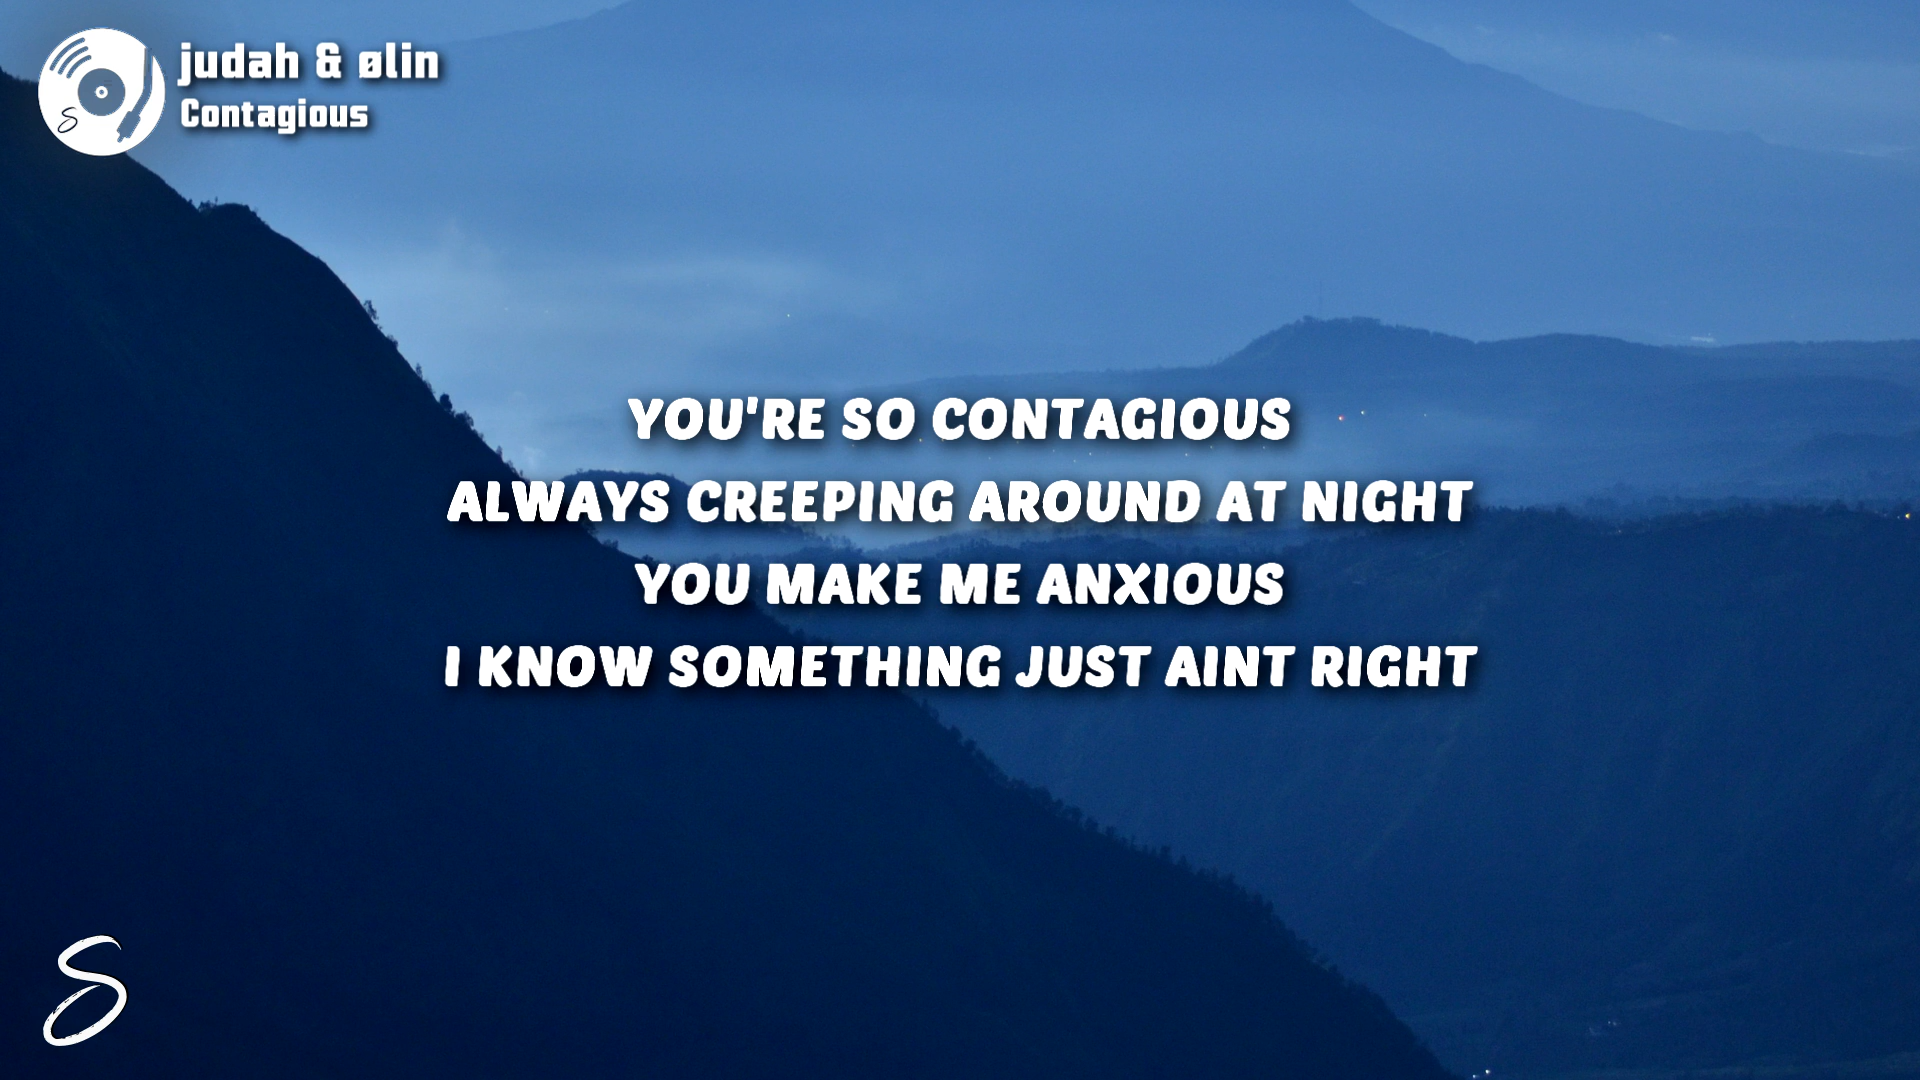 judah & ølin
Contagious
YOU'RE SO CONTAGIOUS
ALWAYS CREEPING AROUND AT NIGHT
YOU MAKE ME ANXIOUS
I KNOW SOMETHING JUST AINT RIGHT
S